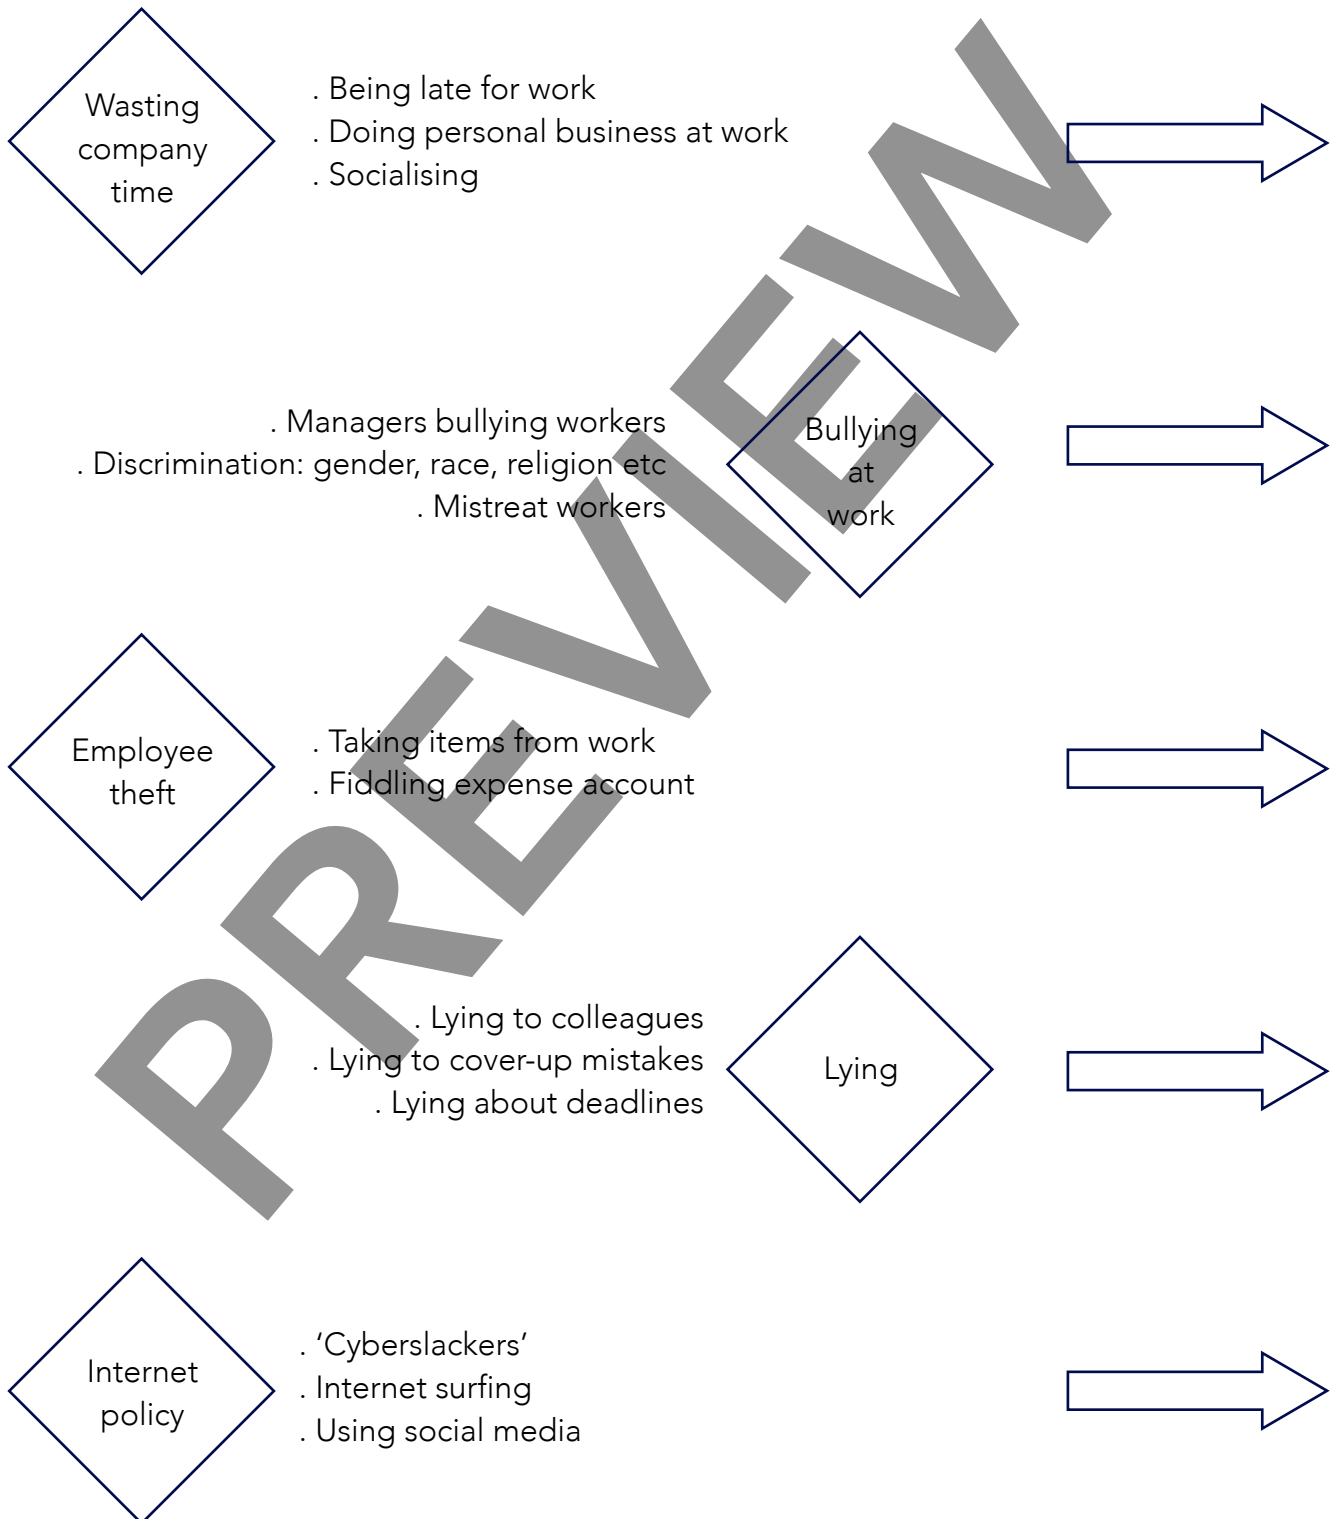 Wasting
company
time
. Being late for work
. Doing personal business at work
. Socialising
. Managers bullying workers
. Discrimination: gender, race, religion etc
. Mistreat workers
Bullying
at
work
Employee
theft
. Taking items from work
. Fiddling expense account
. Lying to colleagues
. Lying to cover-up mistakes
. Lying about deadlines
Lying
Internet
policy
. ‘Cyberslackers’
. Internet surfing
. Using social media
PREVIEW